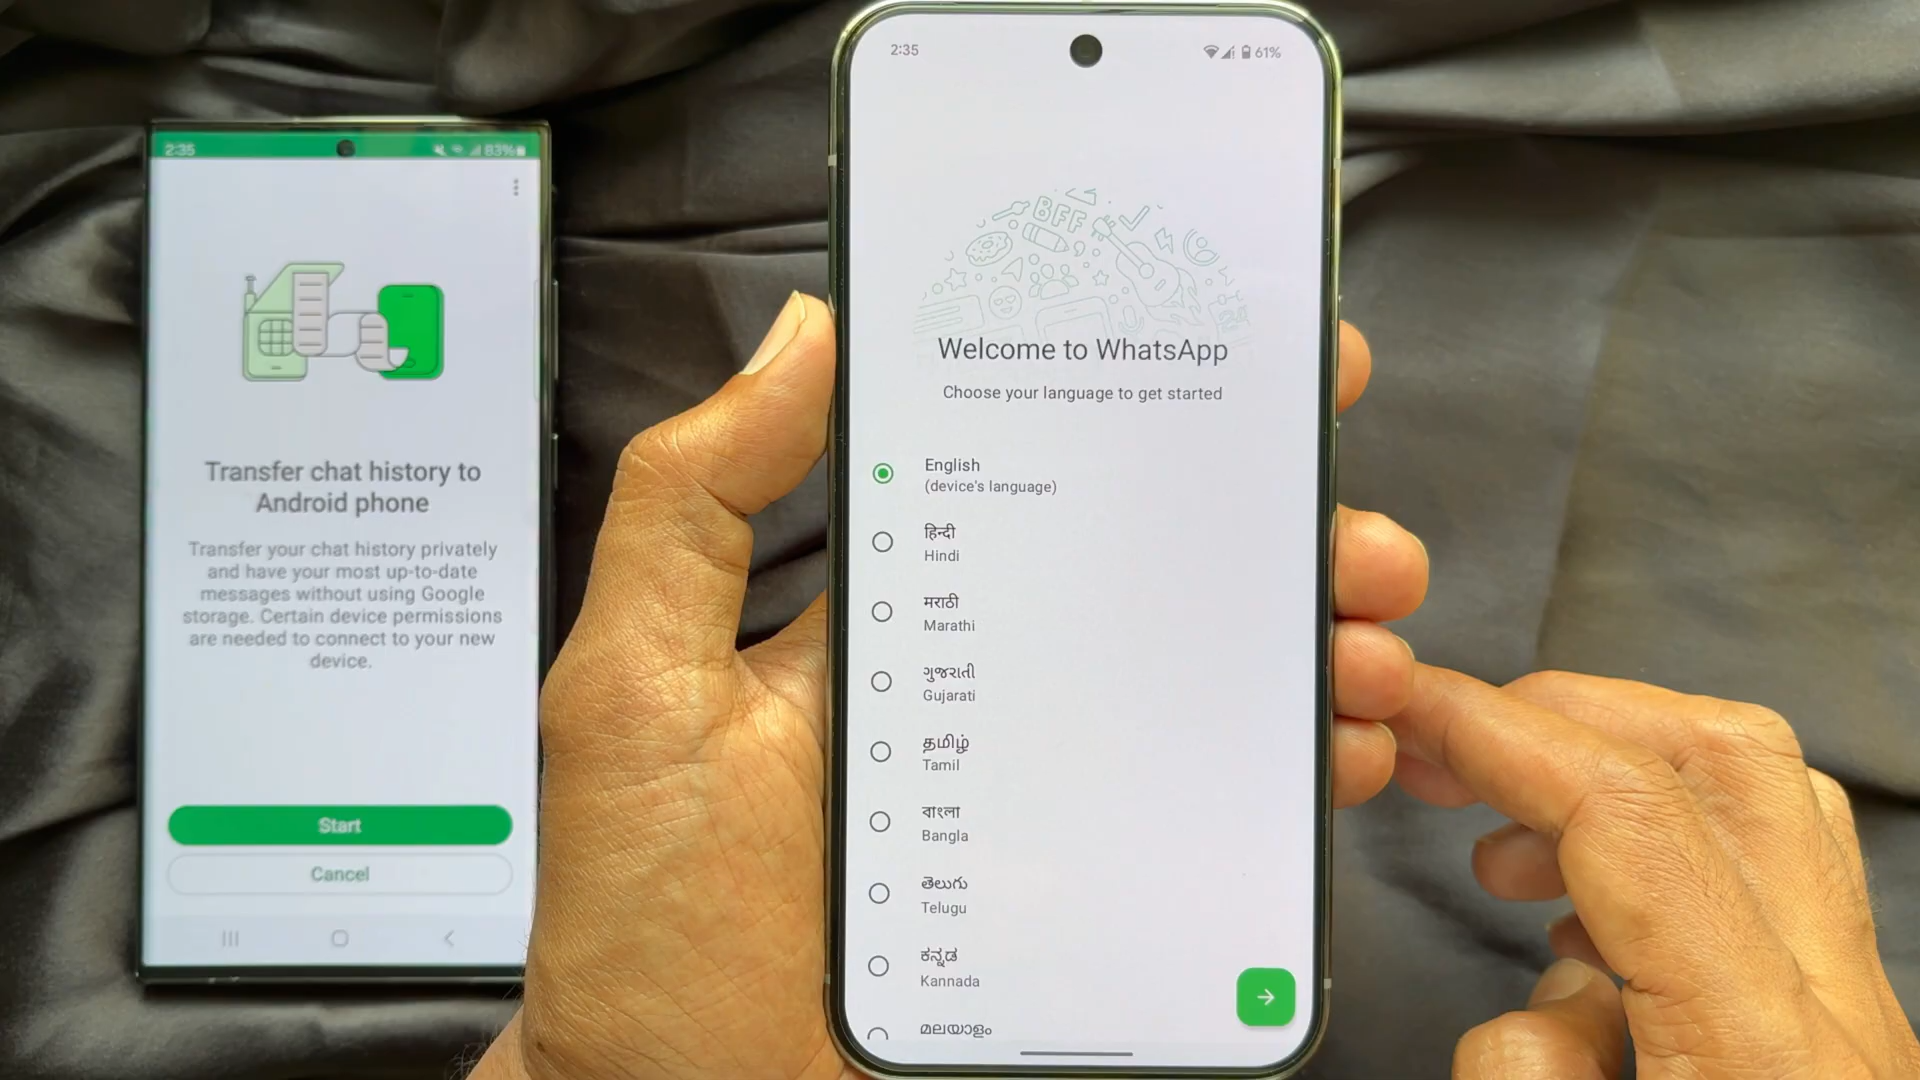 2:35
83%
Transfer chat history to
Android phone
Transfer your chat history privately
and have your most up-to-date
messages without using Google
storage. Certain device permissions
are needed to connect to your new
device.
Start
Cancel
2:35
61%
BFF
24
Welcome to WhatsApp
Choose your language to get started
English
(device's language)
हिन्दी
Hindi
मराठी
Marathi
ગુજરાતી
Gujarati
தமிழ்
Tamil
বাংলা
Bangla
తెలుగు
Telugu
ಕನ್ನಡ
Kannada
മലയാളം